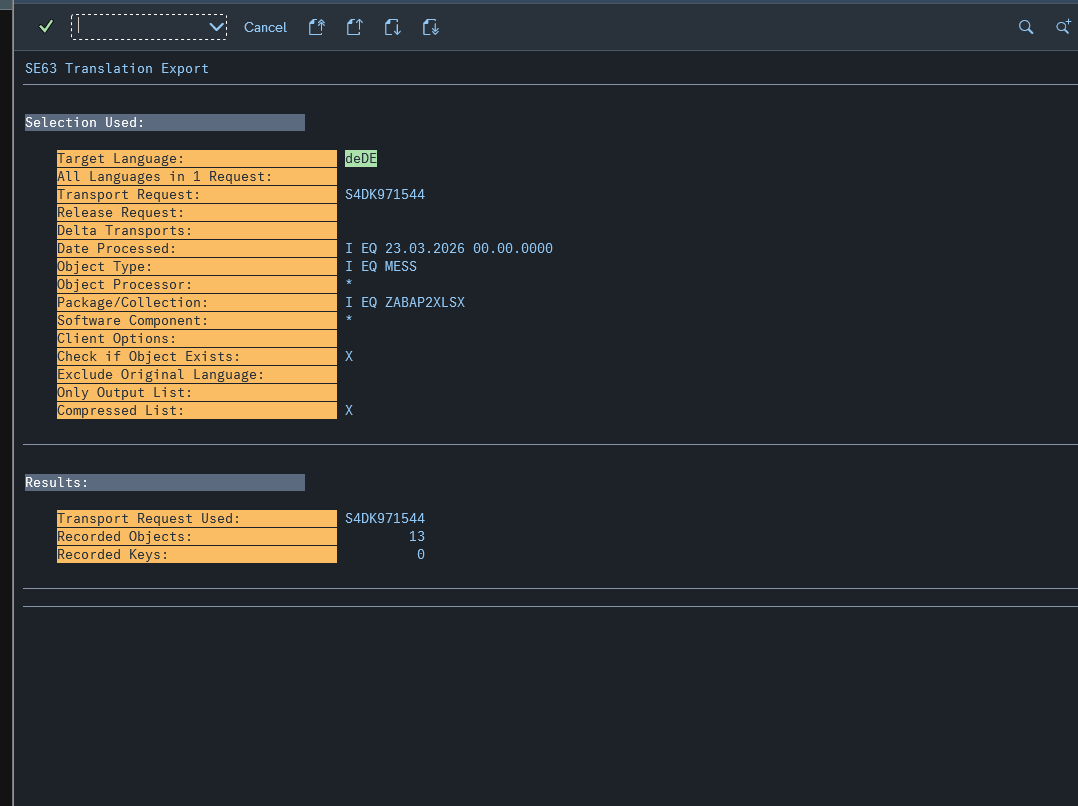 Cancel
SE63 Translation Export
Selection Used:
Target Language: deDE
All Languages in 1 Request:
Transport Request: S4DK971544
Release Request:
Delta Transports:
Date Processed: I EQ 23.03.2026 00.00.0000
Object Type: I EQ MESS
Object Processor: *
Package/Collection: I EQ ZABAP2XLSX
Software Component: *
Client Options:
Check if Object Exists: X
Exclude Original Language:
Only Output List:
Compressed List: X
Results:
Transport Request Used: S4DK971544
Recorded Objects: 13
Recorded Keys: 0